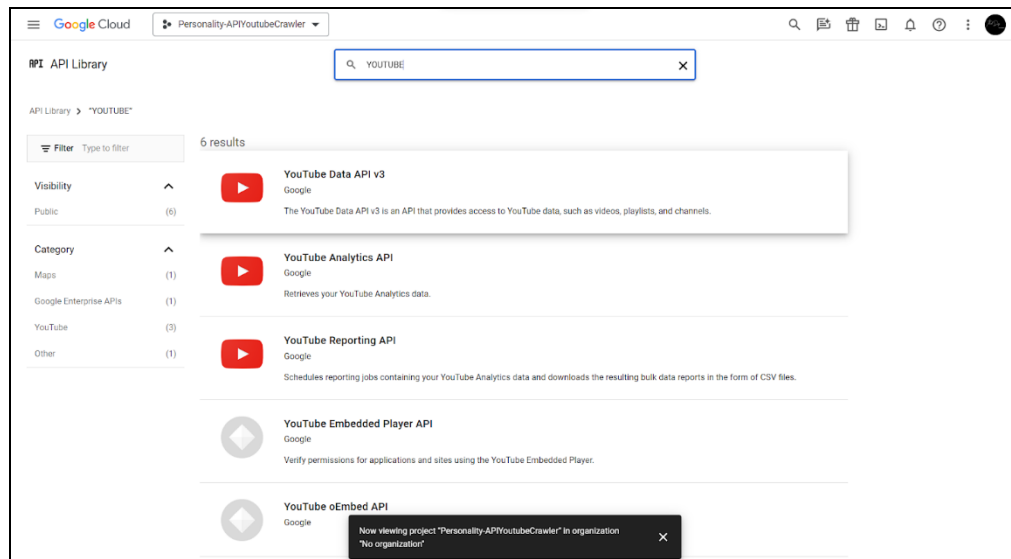 Google Cloud
Personality-APIYoutubeCrawler
API API Library
YOUTUBE
API Library
"YOUTUBE"
Filter Type to filter
6 results
Visibility
Public (6)
Category
Maps (1)
Google Enterprise APIs (1)
YouTube (3)
Other (1)
YouTube Data API v3
Google
The YouTube Data API v3 is an API that provides access to YouTube data, such as videos, playlists, and channels.
YouTube Analytics API
Google
Retrieves your YouTube Analytics data.
YouTube Reporting API
Google
Schedules reporting jobs containing your YouTube Analytics data and downloads the resulting bulk data reports in the form of CSV files.
YouTube Embedded Player API
Google
Verify permissions for applications and sites using the YouTube Embedded Player.
YouTube oEmbed API
Google
Now viewing project "Personality-APIYoutubeCrawler" in organization
"No organization"